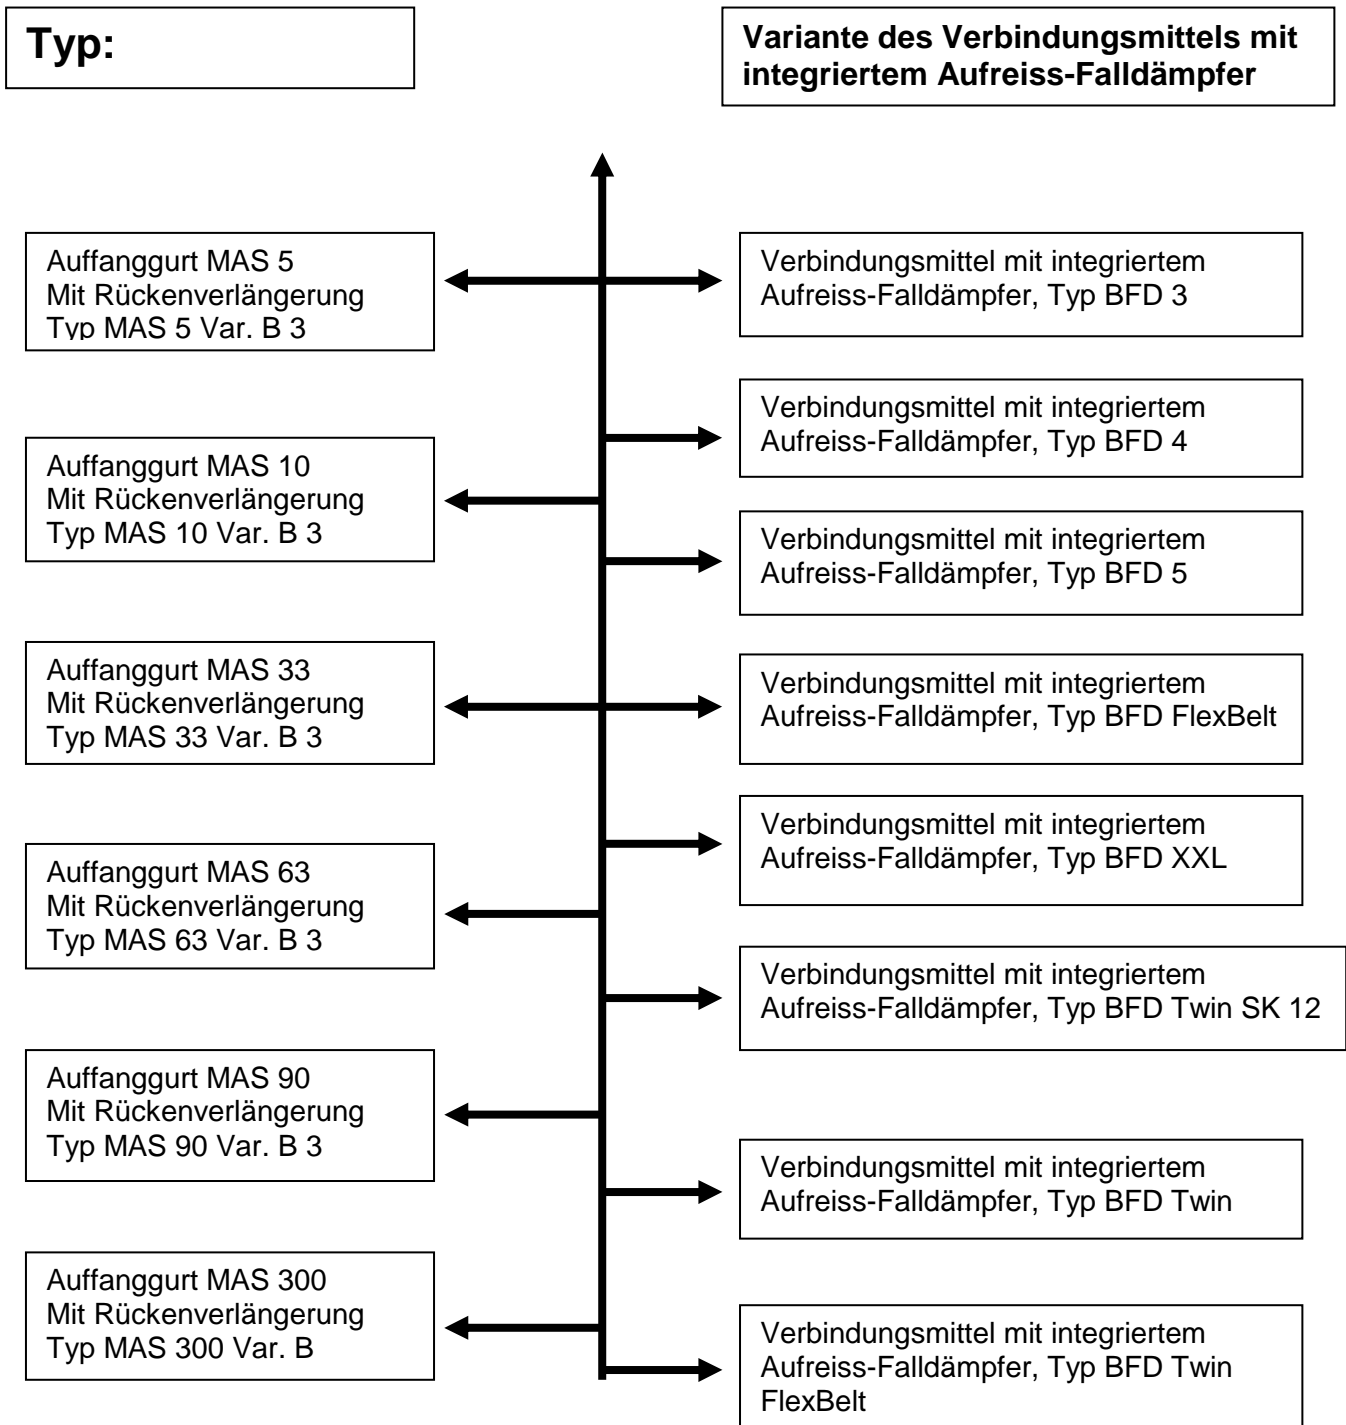 Typ:
Variante des Verbindungsmittels mit
integriertem Aufreiss-Falldämpfer
Auffanggurt MAS 5
Mit Rückenverlängerung
Typ MAS 5 Var. B 3
Auffanggurt MAS 10
Mit Rückenverlängerung
Typ MAS 10 Var. B 3
Auffanggurt MAS 33
Mit Rückenverlängerung
Typ MAS 33 Var. B 3
Auffanggurt MAS 63
Mit Rückenverlängerung
Typ MAS 63 Var. B 3
Auffanggurt MAS 90
Mit Rückenverlängerung
Typ MAS 90 Var. B 3
Auffanggurt MAS 300
Mit Rückenverlängerung
Typ MAS 300 Var. B
Verbindungsmittel mit integriertem
Aufreiss-Falldämpfer, Typ BFD 3
Verbindungsmittel mit integriertem
Aufreiss-Falldämpfer, Typ BFD 4
Verbindungsmittel mit integriertem
Aufreiss-Falldämpfer, Typ BFD 5
Verbindungsmittel mit integriertem
Aufreiss-Falldämpfer, Typ BFD FlexBelt
Verbindungsmittel mit integriertem
Aufreiss-Falldämpfer, Typ BFD XXL
Verbindungsmittel mit integriertem
Aufreiss-Falldämpfer, Typ BFD Twin SK 12
Verbindungsmittel mit integriertem
Aufreiss-Falldämpfer, Typ BFD Twin
Verbindungsmittel mit integriertem
Aufreiss-Falldämpfer, Typ BFD Twin
FlexBelt